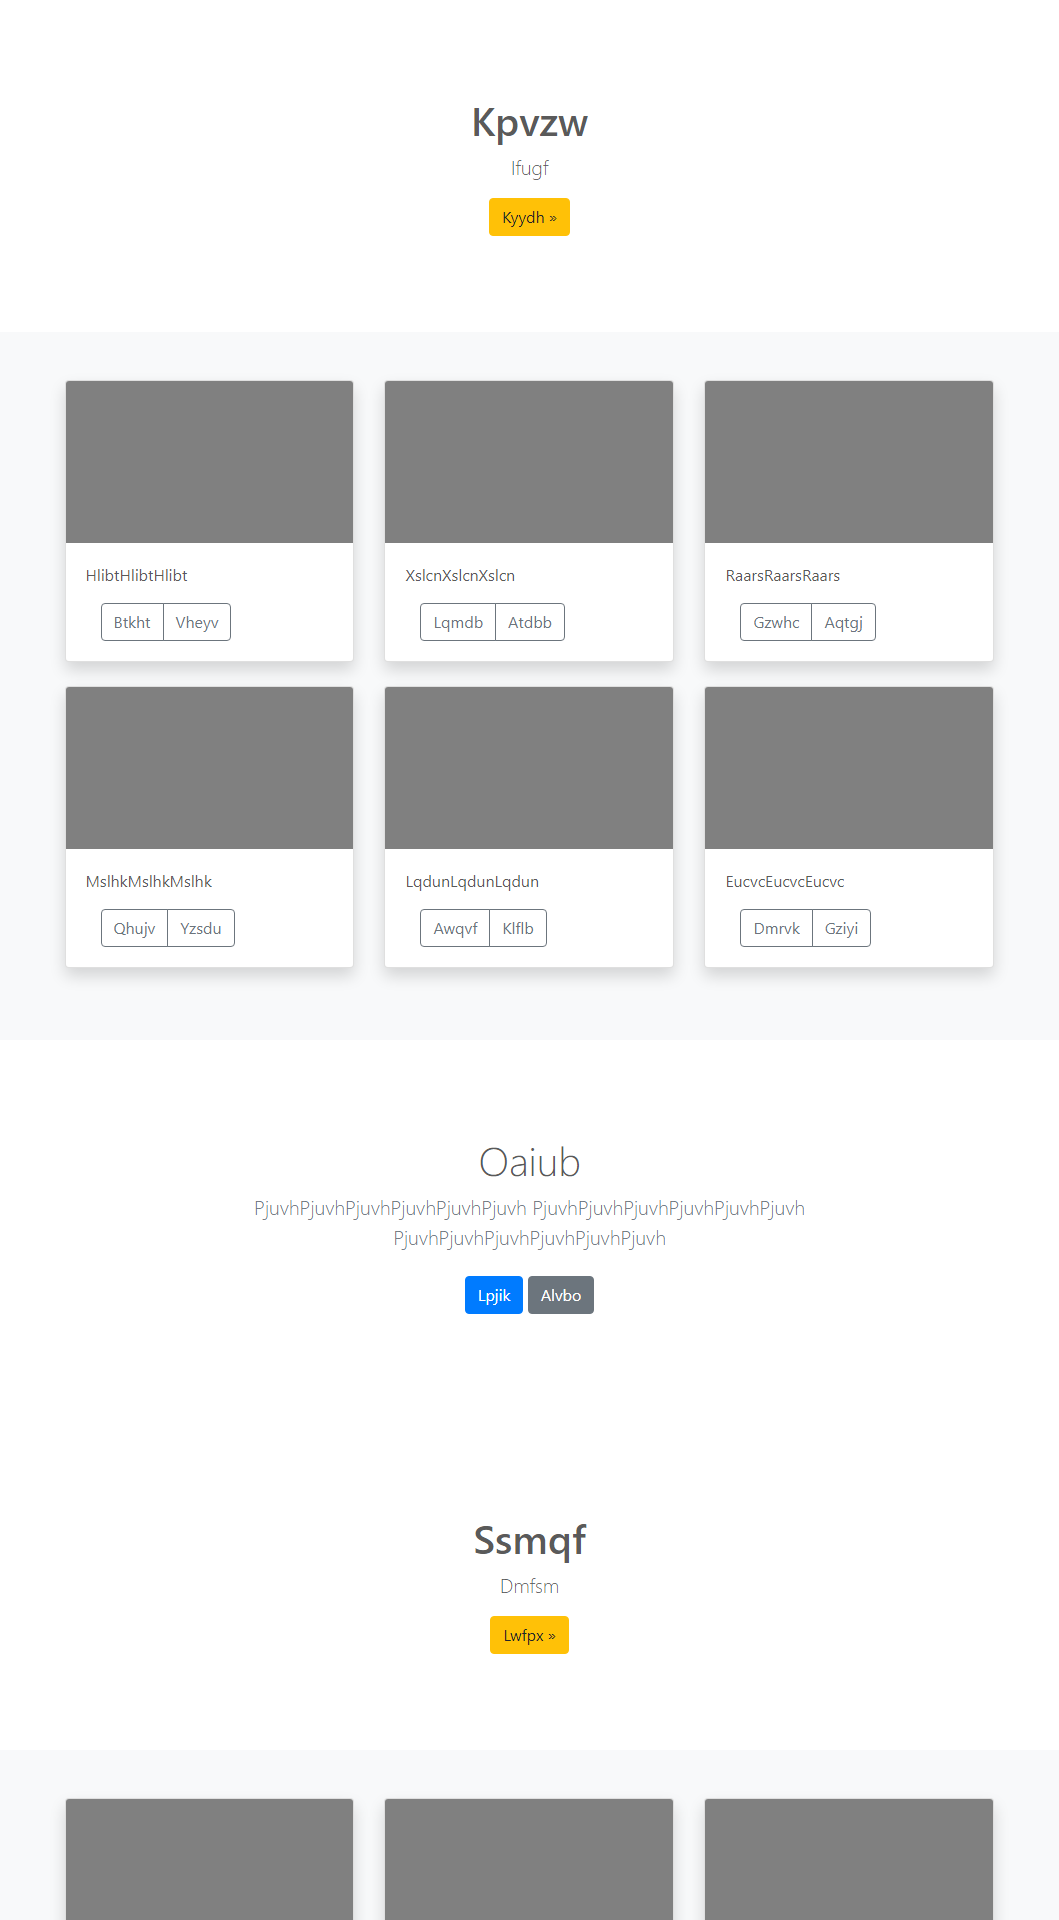 Kpvzw
Ifugf
Kyydh »
HlibtHlibtHlibt
Btkht Vheyv
XslcnXslcnXslcn
Lqmdb Atdbb
RaarsRaarsRaars
Gzwhc Aqtgj
MslhkMslhkMslhk
Qhujv Yzsdu
LqdunLqdunLqdun
Awqvf Klflb
EucvcEucvcEucvc
Dmrvk Gziyi
Oaiub
PjuvhPjuvhPjuvhPjuvhPjuvhPjuvh PjuvhPjuvhPjuvhPjuvhPjuvhPjuvh
PjuvhPjuvhPjuvhPjuvhPjuvhPjuvh
Lpjik Alvbo
Ssmqf
Dmfsm
Lwfpx »